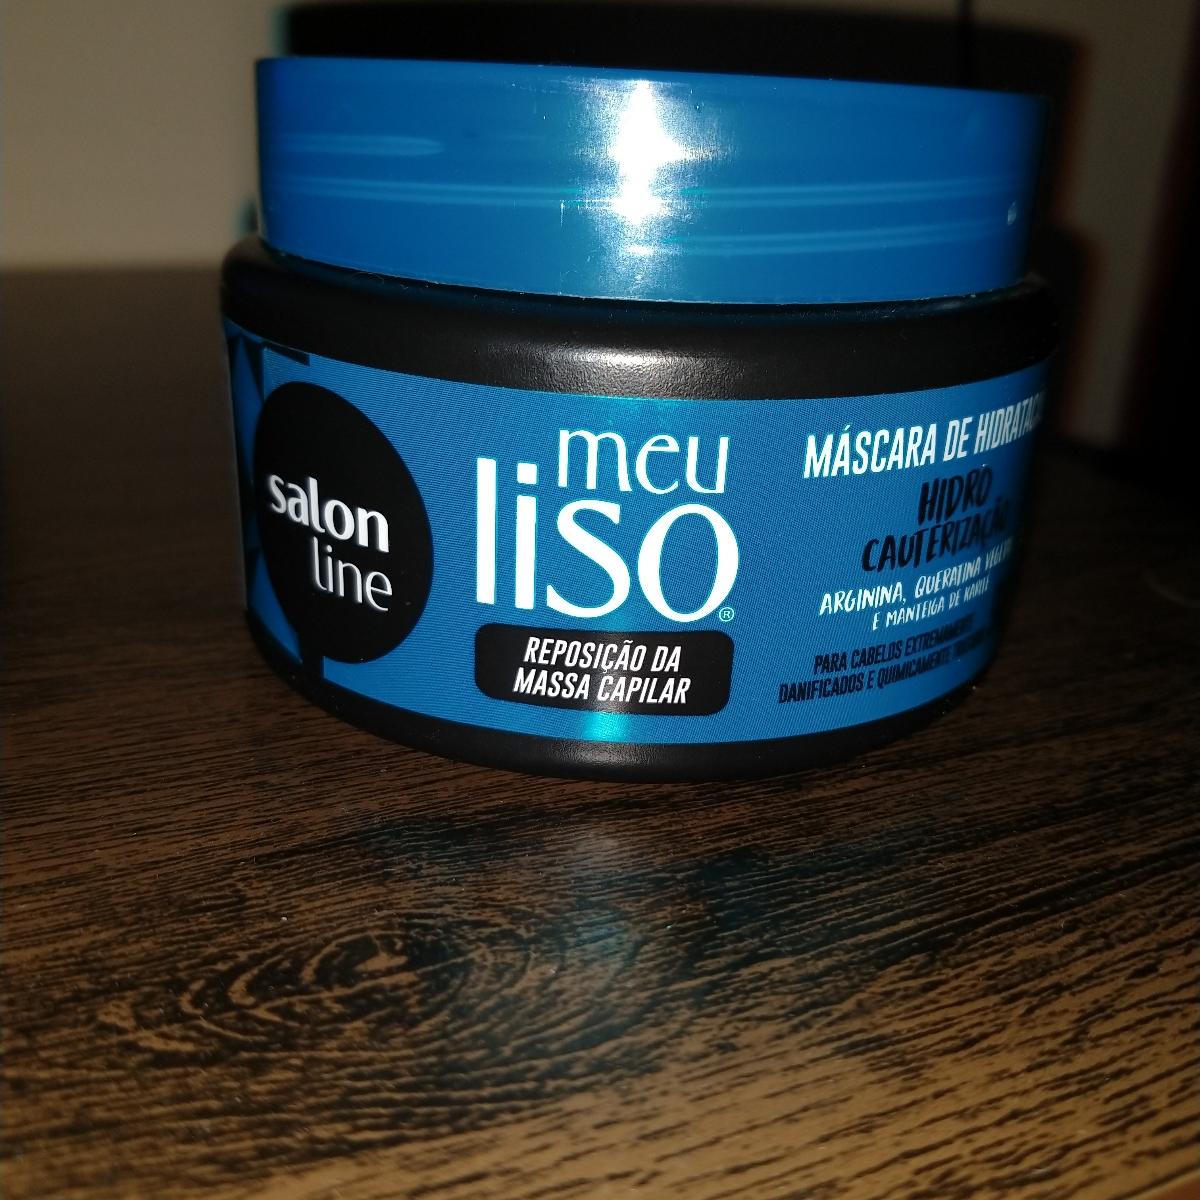 salon
line
meu
liso
®
REPOSIÇÃO DA
MASSA CAPILAR
MÁSCARA DE
HIDRO
CAUTERIZAÇÃO
ARGININA, QUERATINA
E MANTEIGA DE
PARA CABELOS EXTREMAMENTE
DANIFICADOS E QUIMICAMENTE